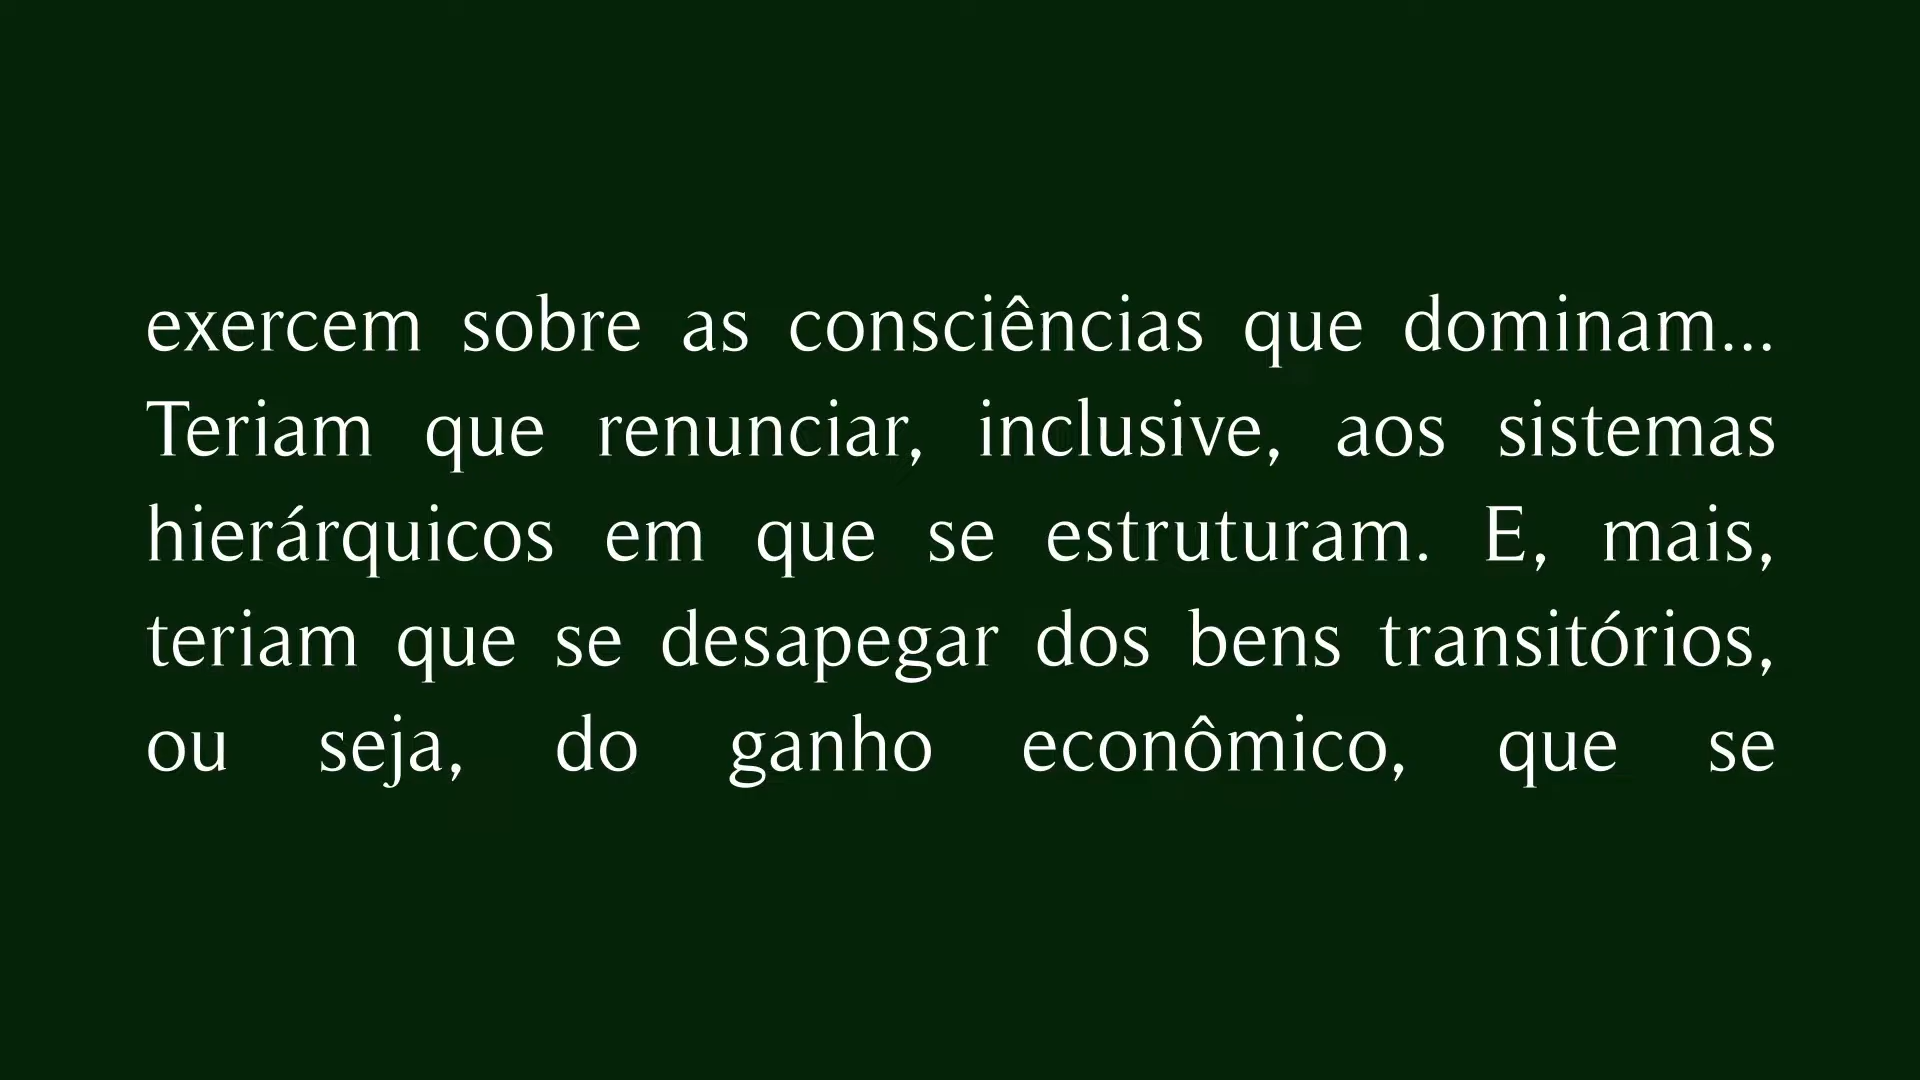 exercem sobre as consciências que dominam...
Teriam que renunciar, inclusive, aos sistemas
hierárquicos em que se estruturam. E, mais,
teriam que se desapegar dos bens transitórios,
ou seja, do ganho econômico, que se